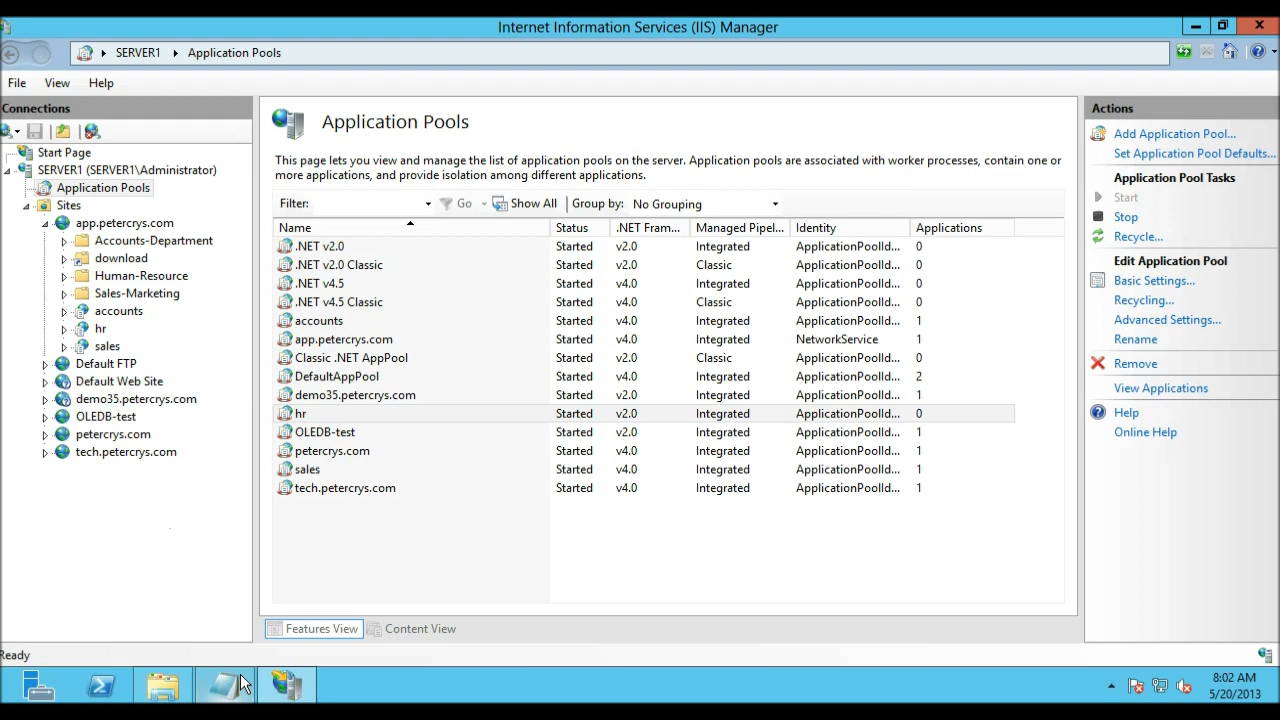 Internet Information Services (IIS) Manager
SERVER1 Application Pools
File View Help
Connections
Start Page
SERVER1 (SERVER1\Administrator)
Application Pools
Sites
app.petercrys.com
Accounts-Department
download
Human-Resource
Sales-Marketing
accounts
hr
sales
Default FTP
Default Web Site
demo35.petercrys.com
OLEDB-test
petercrys.com
tech.petercrys.com
Application Pools
This page lets you view and manage the list of application pools on the server. Application pools are associated with worker processes, contain one or
more applications, and provide isolation among different applications.
Filter: Go Show All Group by: No Grouping
Name Status .NET Fram... Managed Pipel... Identity Applications
.NET v2.0 Started v2.0 Integrated ApplicationPoolId... 0
.NET v2.0 Classic Started v2.0 Classic ApplicationPoolId... 0
.NET v4.5 Started v4.0 Integrated ApplicationPoolId... 0
.NET v4.5 Classic Started v4.0 Classic ApplicationPoolId... 0
accounts Started v4.0 Integrated ApplicationPoolId... 1
app.petercrys.com Started v4.0 Integrated NetworkService 1
Classic .NET AppPool Started v2.0 Classic ApplicationPoolId... 0
DefaultAppPool Started v4.0 Integrated ApplicationPoolId... 2
demo35.petercrys.com Started v4.0 Integrated ApplicationPoolId... 1
hr Started v2.0 Integrated ApplicationPoolId... 0
OLEDB-test Started v2.0 Integrated ApplicationPoolId... 1
petercrys.com Started v4.0 Integrated ApplicationPoolId... 1
sales Started v4.0 Integrated ApplicationPoolId... 1
tech.petercrys.com Started v4.0 Integrated ApplicationPoolId... 1
Features View Content View
Actions
Add Application Pool...
Set Application Pool Defaults...
Application Pool Tasks
Start
Stop
Recycle...
Edit Application Pool
Basic Settings...
Recycling...
Advanced Settings...
Rename
Remove
View Applications
Help
Online Help
Ready
8:02 AM
5/20/2013